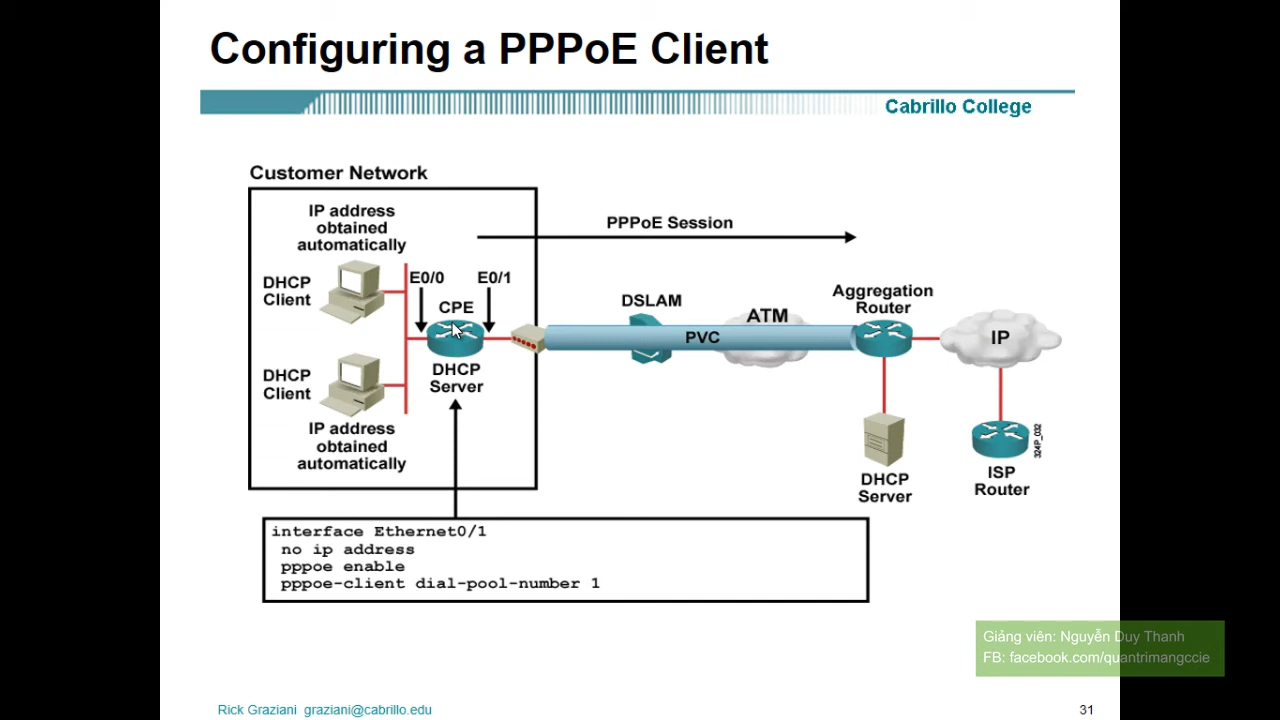 Configuring a PPPoE Client
Cabrillo College
Customer Network
IP address
obtained
automatically
DHCP
Client
E0/0
E0/1
CPE
DHCP
Server
DHCP
Client
IP address
obtained
automatically
PPPoE Session
DSLAM
PVC
ATM
Aggregation
Router
IP
DHCP
Server
ISP
Router
324P_032
interface Ethernet0/1
no ip address
pppoe enable
pppoe-client dial-pool-number 1
Giảng viên: Nguyễn Duy Thanh
FB: facebook.com/quantrimangccie
Rick Graziani graziani@cabrillo.edu
31